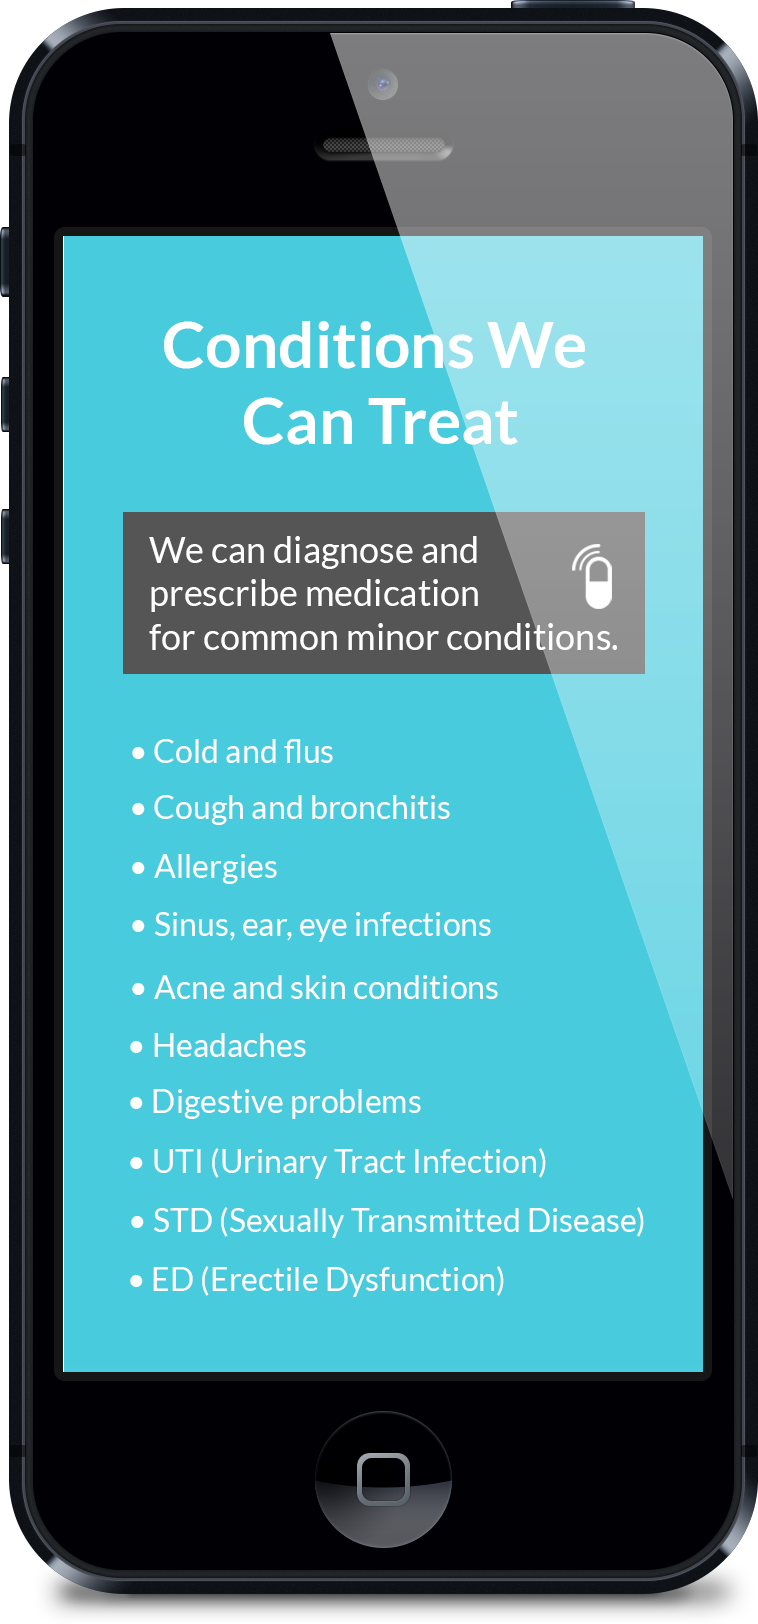 Conditions We
Can Treat
We can diagnose and
prescribe medication
for common minor conditions.
• Cold and flus
• Cough and bronchitis
• Allergies
• Sinus, ear, eye infections
• Acne and skin conditions
• Headaches
• Digestive problems
• UTI (Urinary Tract Infection)
• STD (Sexually Transmitted Disease)
• ED (Erectile Dysfunction)